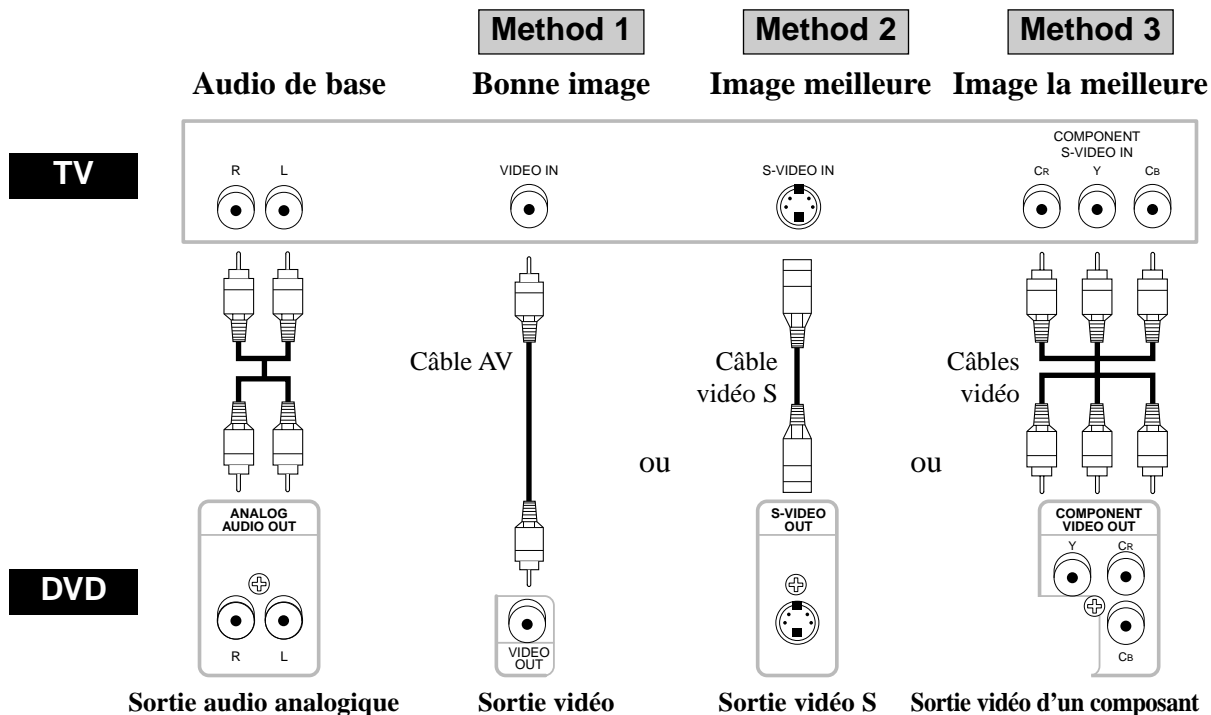 Method 1 Method 2 Method 3
Audio de base Bonne image Image meilleure Image la meilleure
TV
R L
VIDEO IN
S-VIDEO IN
COMPONENT
S-VIDEO IN
CR Y CB
Câble AV
Câble
vidéo S
Câbles
vidéo
ou
ou
DVD
ANALOG
AUDIO OUT
R L
VIDEO
OUT
S-VIDEO
OUT
COMPONENT
VIDEO OUT
Y CR
CB
Sortie audio analogique Sortie vidéo Sortie vidéo S Sortie vidéo d'un composant